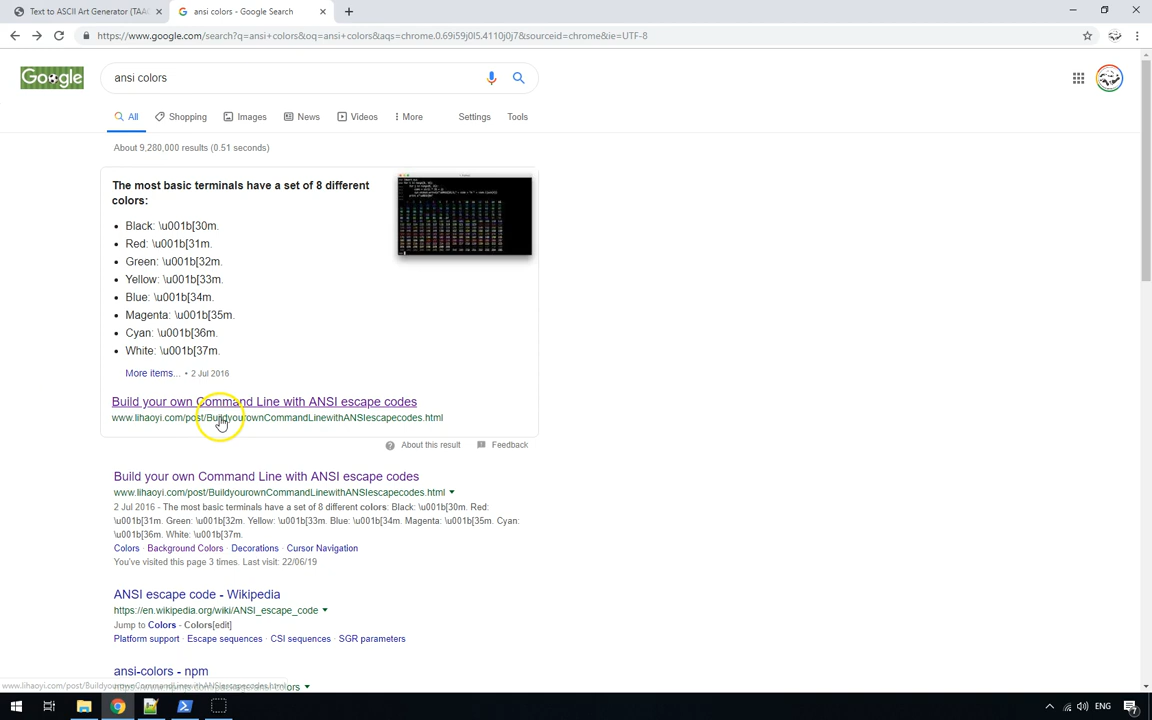 Text to ASCII Art Generator (TAAG
ansi colors - Google Search
https://www.google.com/search?q=ansi+colors&oq=ansi+colors&aqs=chrome.0.69i59j0l5.4110j0j7&sourceid=chrome&ie=UTF-8
Google
ansi colors
All
Shopping
Images
News
Videos
More
Settings
Tools
About 9,280,000 results (0.51 seconds)
The most basic terminals have a set of 8 different
colors:
Black: \u001b[30m.
Red: \u001b[31m.
Green: \u001b[32m.
Yellow: \u001b[33m.
Blue: \u001b[34m.
Magenta: \u001b[35m.
Cyan: \u001b[36m.
White: \u001b[37m.
More items... • 2 Jul 2016
Build your own Command Line with ANSI escape codes
www.lihaoyi.com/post/BuildyourownCommandLinewithANSIescapecodes.html
About this result
Feedback
Build your own Command Line with ANSI escape codes
www.lihaoyi.com/post/BuildyourownCommandLinewithANSIescapecodes.html
2 Jul 2016 - The most basic terminals have a set of 8 different colors: Black: \u001b[30m. Red:
\u001b[31m. Green: \u001b[32m. Yellow: \u001b[33m. Blue: \u001b[34m. Magenta: \u001b[35m. Cyan:
\u001b[36m. White: \u001b[37m.
Colors · Background Colors · Decorations · Cursor Navigation
You've visited this page 3 times. Last visit: 22/06/19
ANSI escape code - Wikipedia
https://en.wikipedia.org/wiki/ANSI_escape_code
Jump to Colors - Colors[edit]
Platform support · Escape sequences · CSI sequences · SGR parameters
ansi-colors - npm
www.lihaoyi.com/post/BuildyourownCommandLinewithANSIescapecodes.html
ENG
7